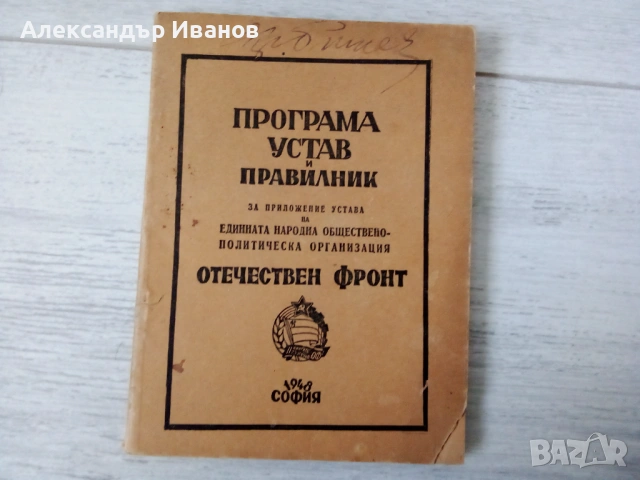 Александър Иванов
ПРОГРАМА
УСТАВ
и
ПРАВИЛНИК
ЗА ПРИЛОЖЕНИЕ УСТАВА
НА
ЕДИННАТА НАРОДНА ОБЩЕСТВЕНО-
ПОЛИТИЧЕСКА ОРГАНИЗАЦИЯ
ОТЕЧЕСТВЕН ФРОНТ
ОФ
1948
СОФИЯ
BAZAR